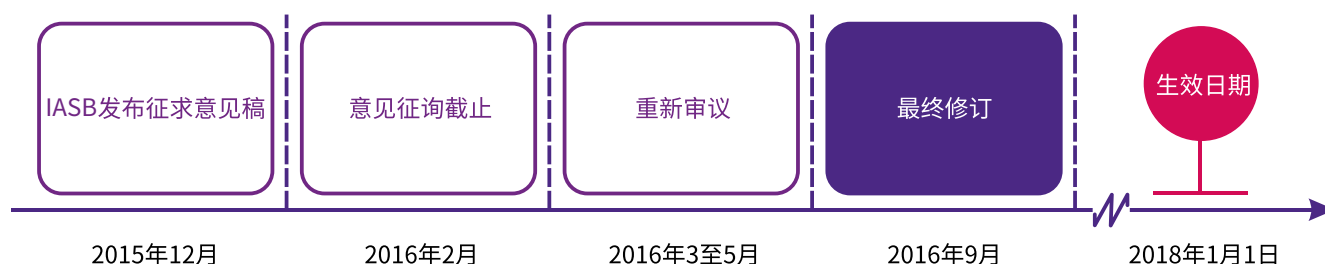 IASB发布征求意见稿
意见征询截止
重新审议
最终修订
生效日期
2015年12月
2016年2月
2016年3至5月
2016年9月
2018年1月1日